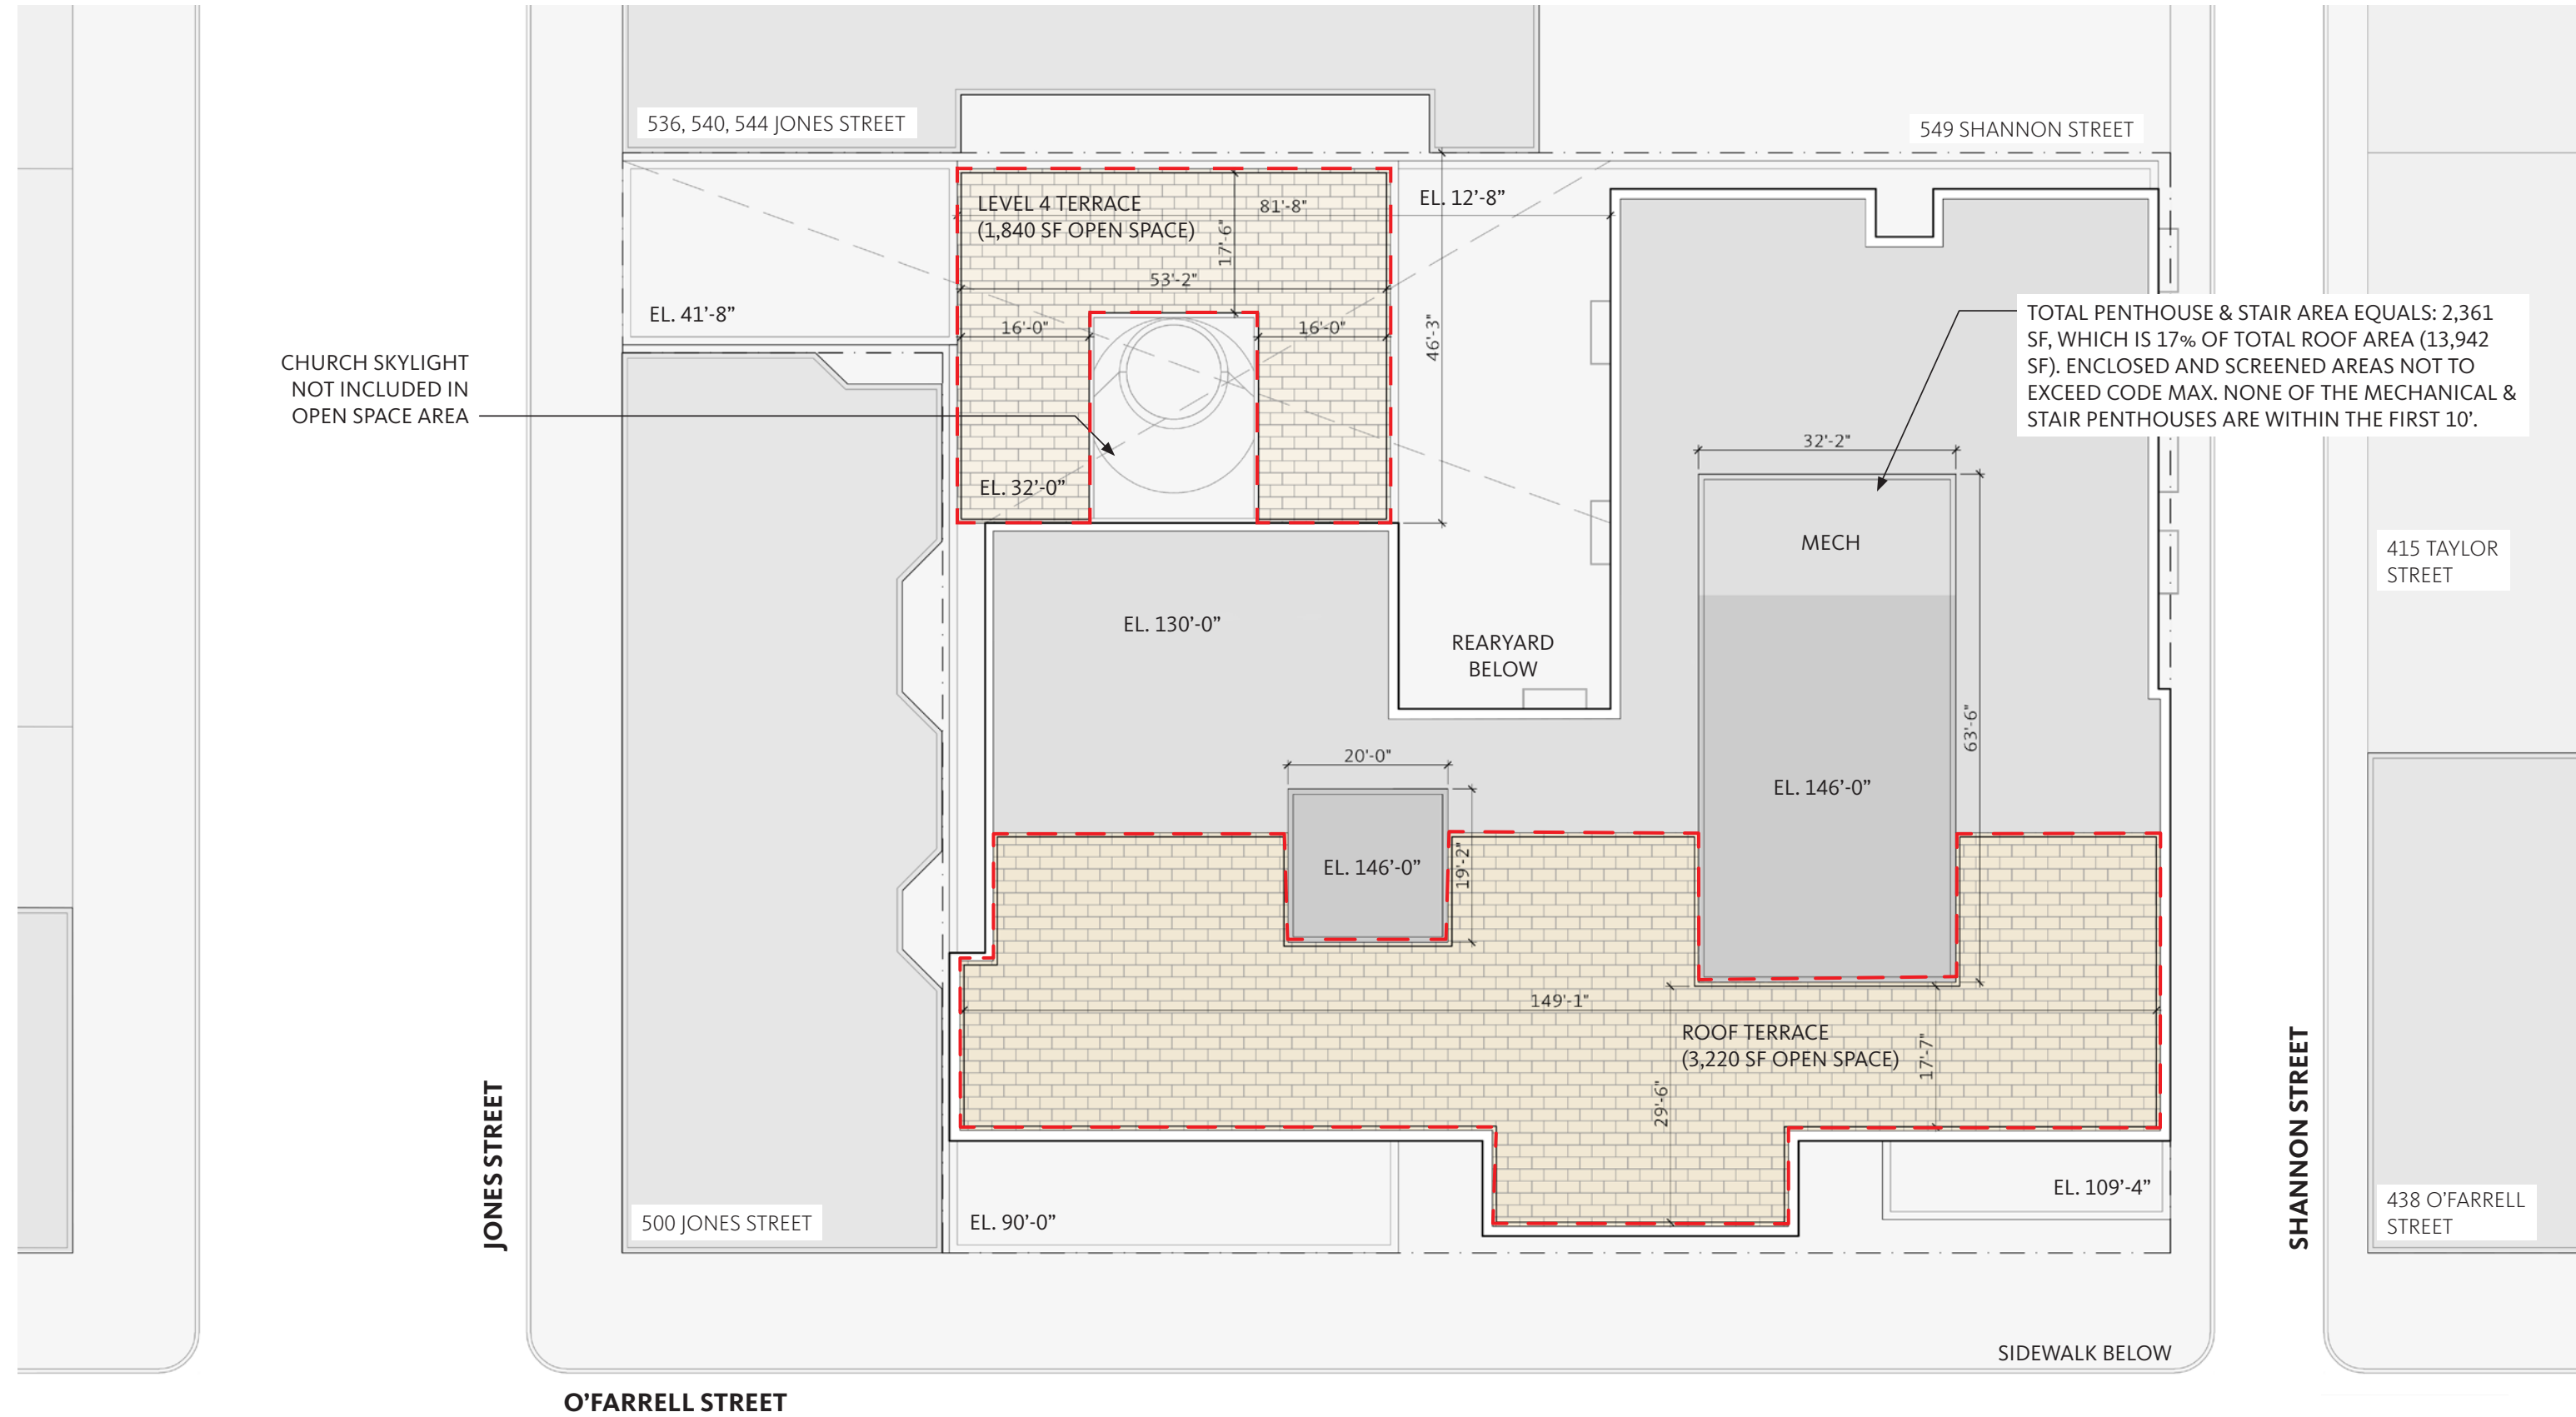 536, 540, 544 JONES STREET
549 SHANNON STREET
LEVEL 4 TERRACE
(1,840 SF OPEN SPACE)
81'-8"
17'-6"
EL. 12’-8”
53'-2"
EL. 41’-8”
16'-0"
16'-0"
46'-3"
TOTAL PENTHOUSE & STAIR AREA EQUALS: 2,361
SF, WHICH IS 17% OF TOTAL ROOF AREA (13,942
SF). ENCLOSED AND SCREENED AREAS NOT TO
EXCEED CODE MAX. NONE OF THE MECHANICAL &
STAIR PENTHOUSES ARE WITHIN THE FIRST 10’.
CHURCH SKYLIGHT
NOT INCLUDED IN
OPEN SPACE AREA
32'-2"
EL. 32’-0”
MECH
415 TAYLOR
STREET
EL. 130’-0”
REARYARD
BELOW
63'-6"
20'-0"
EL. 146’-0”
EL. 146’-0”
19'-2"
149'-1"
ROOF TERRACE
(3,220 SF OPEN SPACE)
17'-7"
29'-6"
JONES STREET
SHANNON STREET
500 JONES STREET
EL. 90’-0”
EL. 109’-4”
438 O’FARRELL
STREET
SIDEWALK BELOW
O’FARRELL STREET